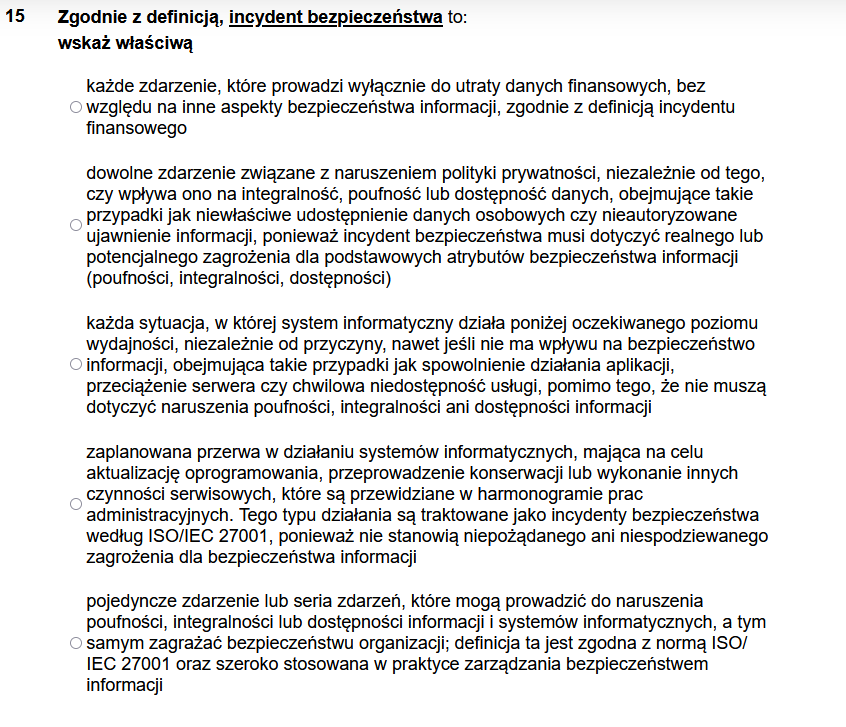 15 Zgodnie z definicją, incydent bezpieczeństwa to:
wskaż właściwą
każde zdarzenie, które prowadzi wyłącznie do utraty danych finansowych, bez
względu na inne aspekty bezpieczeństwa informacji, zgodnie z definicją incydentu
finansowego
dowolne zdarzenie związane z naruszeniem polityki prywatności, niezależnie od tego,
czy wpływa ono na integralność, poufność lub dostępność danych, obejmujące takie
przypadki jak niewłaściwe udostępnienie danych osobowych czy nieautoryzowane
ujawnienie informacji, ponieważ incydent bezpieczeństwa musi dotyczyć realnego lub
potencjalnego zagrożenia dla podstawowych atrybutów bezpieczeństwa informacji
(poufności, integralności, dostępności)
każda sytuacja, w której system informatyczny działa poniżej oczekiwanego poziomu
wydajności, niezależnie od przyczyny, nawet jeśli nie ma wpływu na bezpieczeństwo
informacji, obejmująca takie przypadki jak spowolnienie działania aplikacji,
przeciążenie serwera czy chwilowa niedostępność usługi, pomimo tego, że nie muszą
dotyczyć naruszenia poufności, integralności ani dostępności informacji
zaplanowana przerwa w działaniu systemów informatycznych, mająca na celu
aktualizację oprogramowania, przeprowadzenie konserwacji lub wykonanie innych
czynności serwisowych, które są przewidziane w harmonogramie prac
administracyjnych. Tego typu działania są traktowane jako incydenty bezpieczeństwa
według ISO/IEC 27001, ponieważ nie stanowią niepożądanego ani niespodziewanego
zagrożenia dla bezpieczeństwa informacji
pojedyncze zdarzenie lub seria zdarzeń, które mogą prowadzić do naruszenia
poufności, integralności lub dostępności informacji i systemów informatycznych, a tym
samym zagrażać bezpieczeństwu organizacji; definicja ta jest zgodna z normą ISO/
IEC 27001 oraz szeroko stosowana w praktyce zarządzania bezpieczeństwem
informacji